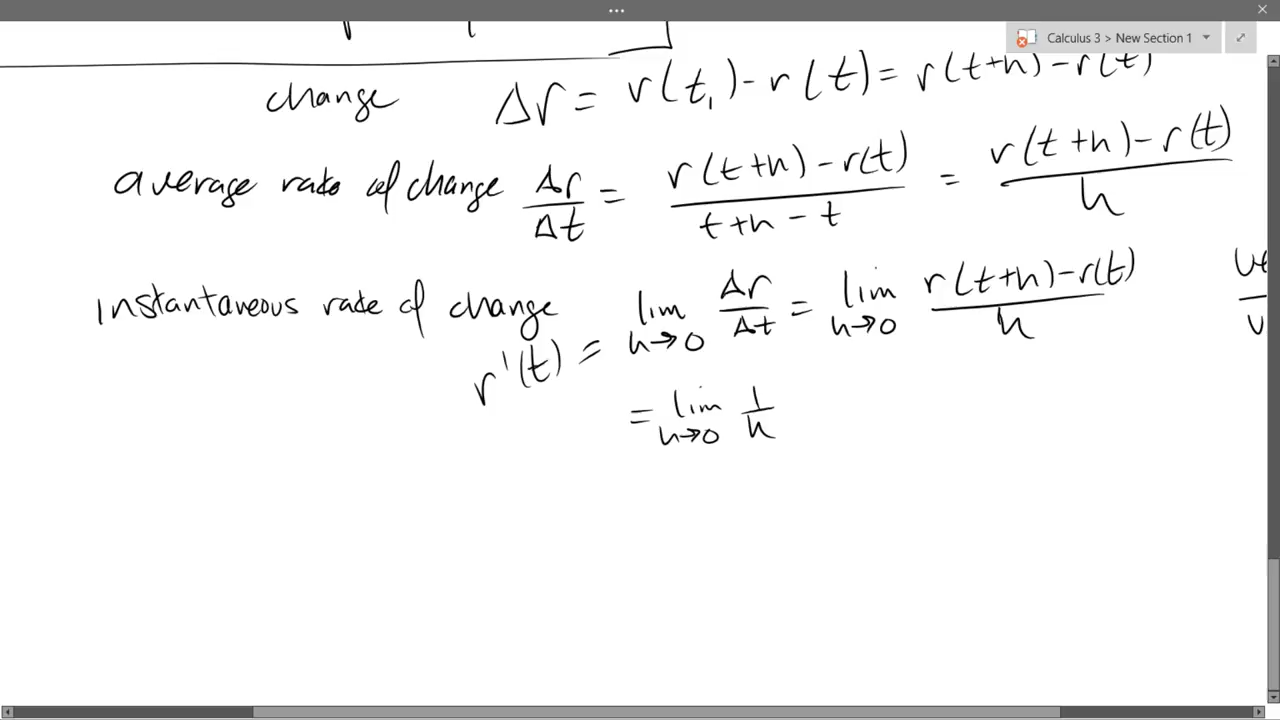 Calculus 3 > New Section 1
change Δr = r(t₁) - r(t) = r(t+h) - r(t)
average rate of change Δr/Δt = (r(t+h) - r(t))/(t+h-t) = (r(t+h) - r(t))/h
instantaneous rate of change
r'(t) = lim h→0 Δr/Δt = lim h→0 (r(t+h) - r(t))/h
= lim h→0 1/h